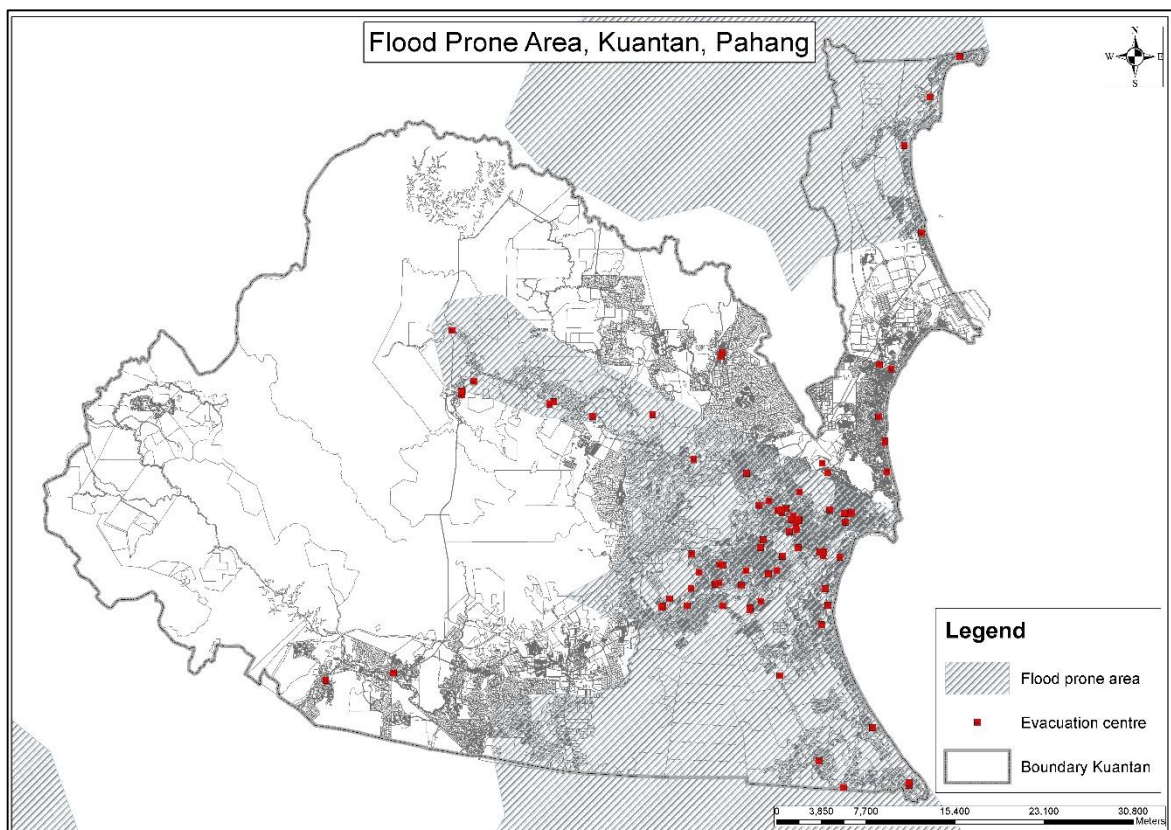 Flood Prone Area, Kuantan, Pahang
N
W E
S
Legend
Flood prone area
Evacuation centre
Boundary Kuantan
0 3,850 7,700 15,400 23,100 30,800
Meters